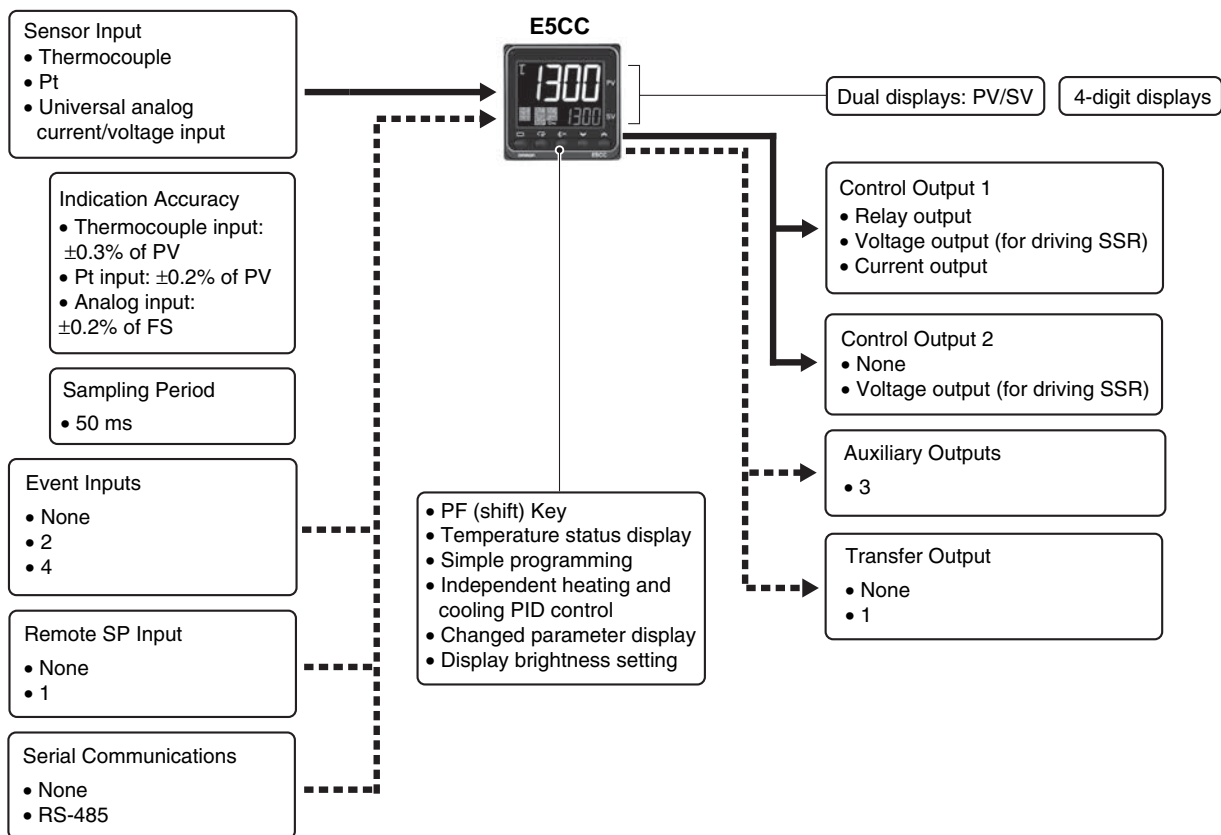 Sensor Input
• Thermocouple
• Pt
• Universal analog
current/voltage input
Indication Accuracy
• Thermocouple input:
±0.3% of PV
• Pt input: ±0.2% of PV
• Analog input:
±0.2% of FS
Sampling Period
• 50 ms
Event Inputs
• None
• 2
• 4
Remote SP Input
• None
• 1
Serial Communications
• None
• RS-485
E5CC
1300
PV
1300
SV
OMRON
E5CC
• PF (shift) Key
• Temperature status display
• Simple programming
• Independent heating and
cooling PID control
• Changed parameter display
• Display brightness setting
Dual displays: PV/SV
4-digit displays
Control Output 1
• Relay output
• Voltage output (for driving SSR)
• Current output
Control Output 2
• None
• Voltage output (for driving SSR)
Auxiliary Outputs
• 3
Transfer Output
• None
• 1